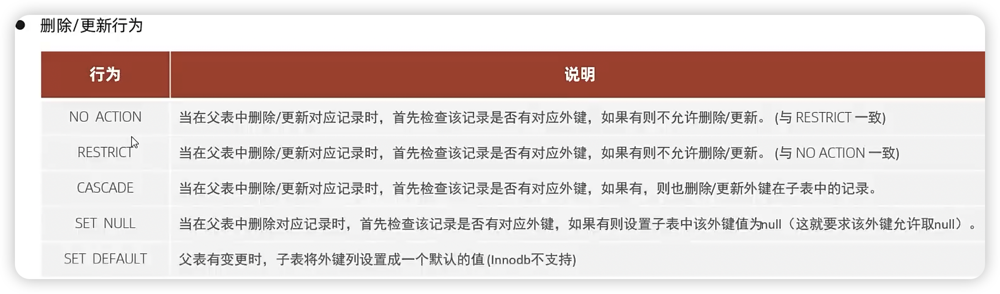 ● 删除/更新行为
行为 说明
NO ACTION 当在父表中删除/更新对应记录时，首先检查该记录是否有对应外键，如果有则不允许删除/更新。 (与 RESTRICT 一致)
RESTRICT 当在父表中删除/更新对应记录时，首先检查该记录是否有对应外键，如果有则不允许删除/更新。 (与 NO ACTION 一致)
CASCADE 当在父表中删除/更新对应记录时，首先检查该记录是否有对应外键，如果有，则也删除/更新外键在子表中的记录。
SET NULL 当在父表中删除对应记录时，首先检查该记录是否有对应外键，如果有则设置子表中该外键值为null（这就要求该外键允许取null）。
SET DEFAULT 父表有变更时，子表将外键列设置成一个默认的值 (Innodb不支持)